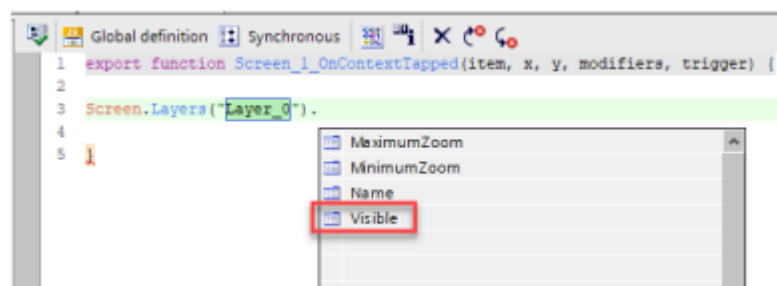 Global definition Synchronous
1 export function Screen_1_OnContextTapped(item, x, y, modifiers, trigger) {
2
3 Screen.Layers("Layer_0").
4
5 }
MaximumZoom
MinimumZoom
Name
Visible